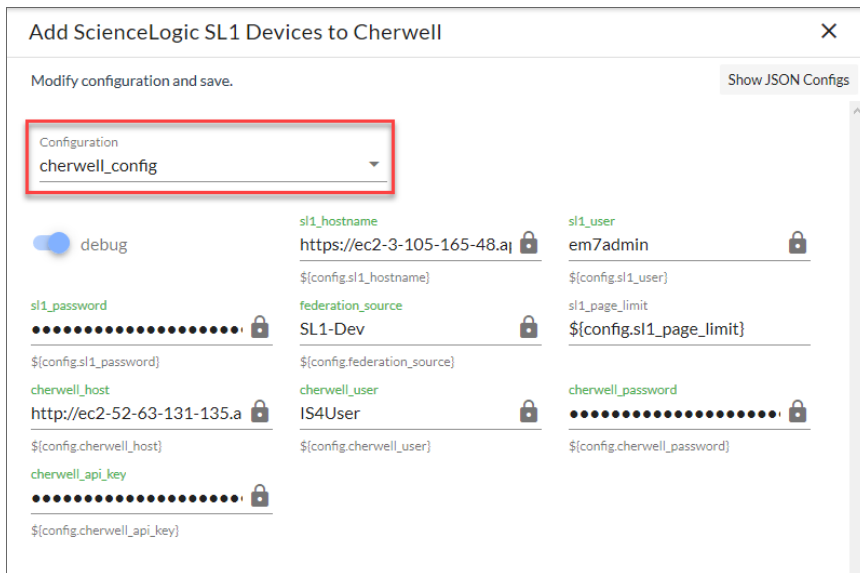 Add ScienceLogic SL1 Devices to Cherwell
Modify configuration and save.
Show JSON Configs
Configuration
cherwell_config
debug
sl1_hostname
https://ec2-3-105-165-48.ap
${config.sl1_hostname}
sl1_user
em7admin
${config.sl1_user}
sl1_password
${config.sl1_password}
federation_source
SL1-Dev
${config.federation_source}
sl1_page_limit
${config.sl1_page_limit}
cherwell_host
http://ec2-52-63-131-135.a
${config.cherwell_host}
cherwell_user
IS4User
${config.cherwell_user}
cherwell_password
${config.cherwell_password}
cherwell_api_key
${config.cherwell_api_key}